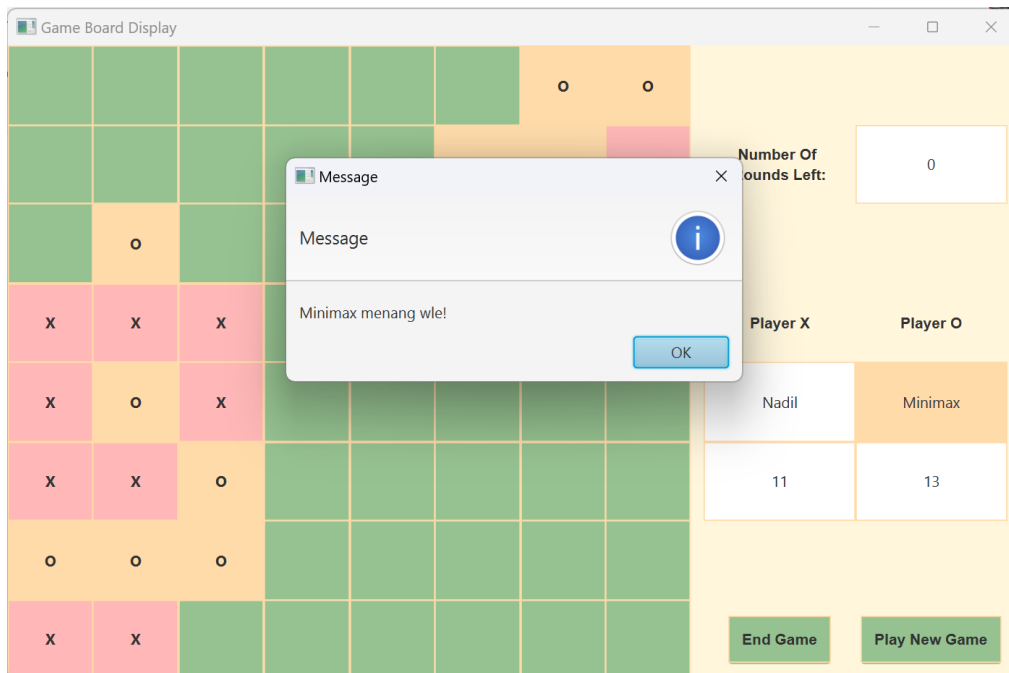 Game Board Display
O O
Number Of
ounds Left:
0
Message
Message
Minimax menang wle!
OK
O
X X X
Player X Player O
X O X
Nadil Minimax
X X O
11 13
O O O
X X
End Game Play New Game